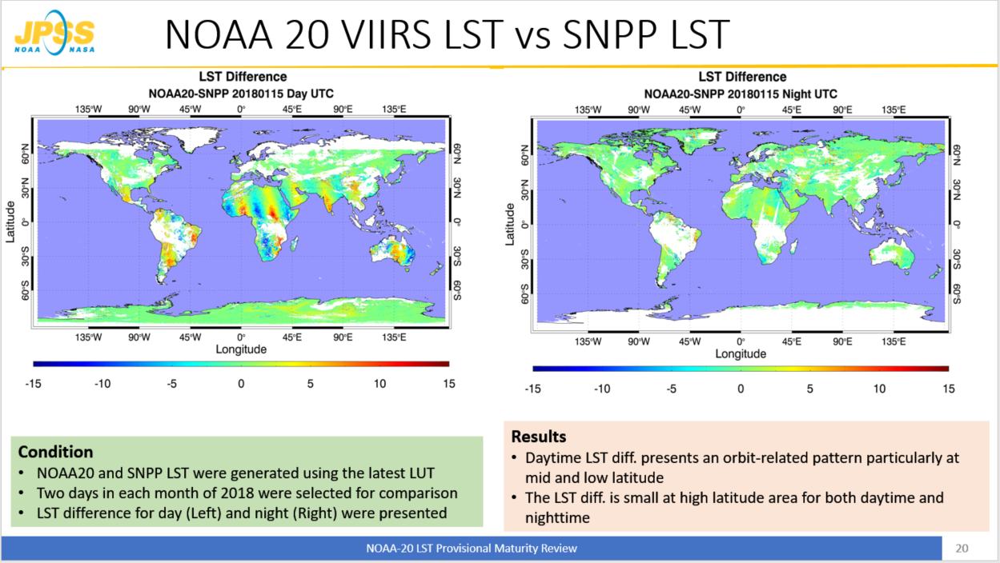 JPSS
NOAA NASA
NOAA 20 VIIRS LST vs SNPP LST
LST Difference
NOAA20-SNPP 20180115 Day UTC
135°W 90°W 45°W 0° 45°E 90°E 135°E
60°N 60°N
30°N 30°N
Latitude
0° 0°
30°S 30°S
60°S 60°S
135°W 90°W 45°W 0° 45°E 90°E 135°E
Longitude
-15 -10 -5 0 5 10 15
LST Difference
NOAA20-SNPP 20180115 Night UTC
135°W 90°W 45°W 0° 45°E 90°E 135°E
60°N 60°N
30°N 30°N
Latitude
0° 0°
30°S 30°S
60°S 60°S
135°W 90°W 45°W 0° 45°E 90°E 135°E
Longitude
-15 -10 -5 0 5 10 15
Condition
• NOAA20 and SNPP LST were generated using the latest LUT
• Two days in each month of 2018 were selected for comparison
• LST difference for day (Left) and night (Right) were presented
Results
• Daytime LST diff. presents an orbit-related pattern particularly at
mid and low latitude
• The LST diff. is small at high latitude area for both daytime and
nighttime
NOAA-20 LST Provisional Maturity Review
20